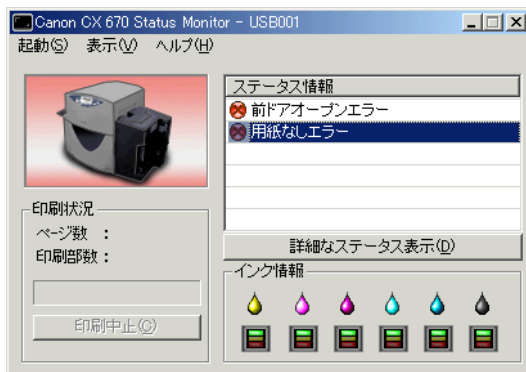 Canon CX 670 Status Monitor - USB001
起動(S) 表示(V) ヘルプ(H)
ステータス情報
前ドアオープンエラー
用紙なしエラー
印刷状況
ページ数 :
印刷部数 :
印刷中止(C)
詳細なステータス表示(D)
インク情報